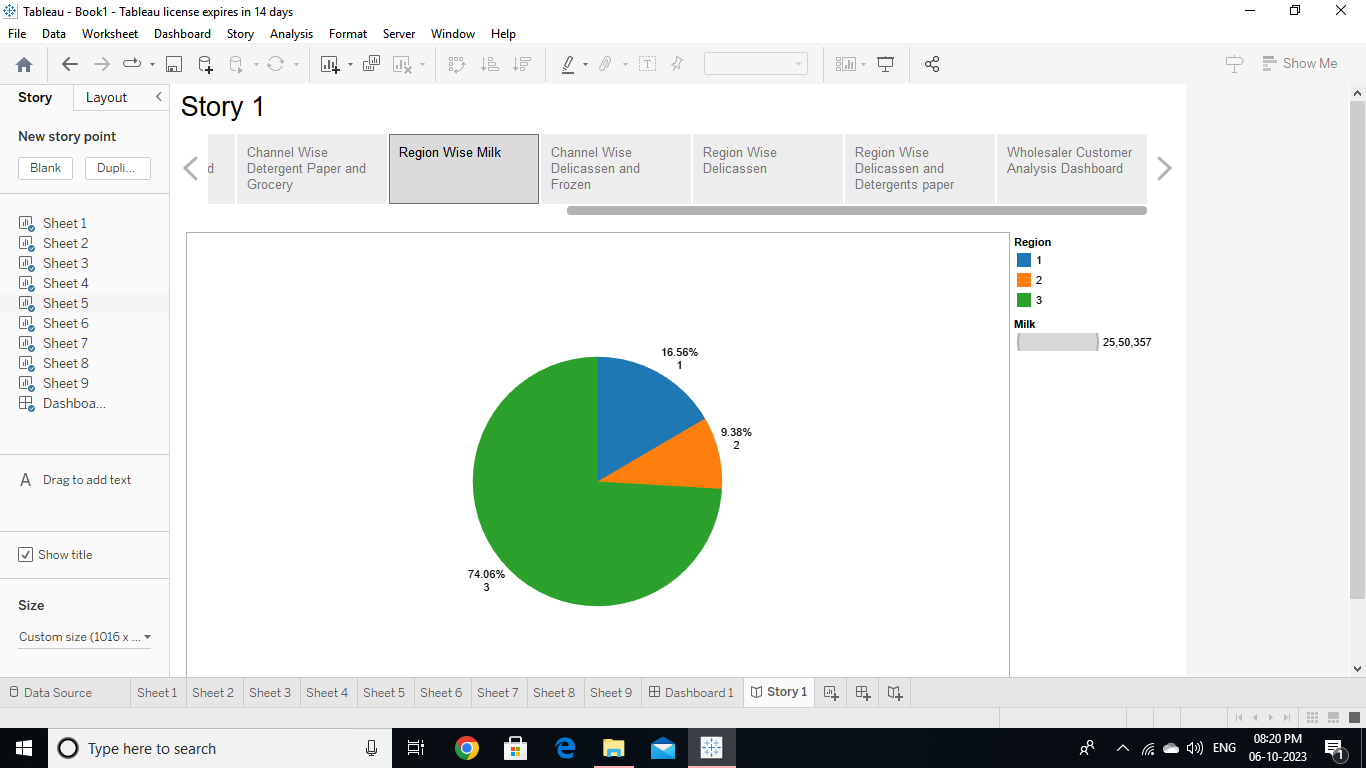 Tableau - Book1 - Tableau license expires in 14 days
File Data Worksheet Dashboard Story Analysis Format Server Window Help
Show Me
Story Layout
New story point
Blank Dupli...
Sheet 1
Sheet 2
Sheet 3
Sheet 4
Sheet 5
Sheet 6
Sheet 7
Sheet 8
Sheet 9
Dashboa...
A Drag to add text
Show title
Size
Custom size (1016 x ...
Story 1
d
Channel Wise
Detergent Paper and
Grocery
Region Wise Milk
Channel Wise
Delicassen and
Frozen
Region Wise
Delicassen
Region Wise
Delicassen and
Detergents paper
Wholesaler Customer
Analysis Dashboard
16.56%
1
9.38%
2
74.06%
3
Region
1
2
3
Milk
25,50,357
Data Source Sheet 1 Sheet 2 Sheet 3 Sheet 4 Sheet 5 Sheet 6 Sheet 7 Sheet 8 Sheet 9 Dashboard 1 Story 1
Type here to search
ENG
08:20 PM
06-10-2023
1